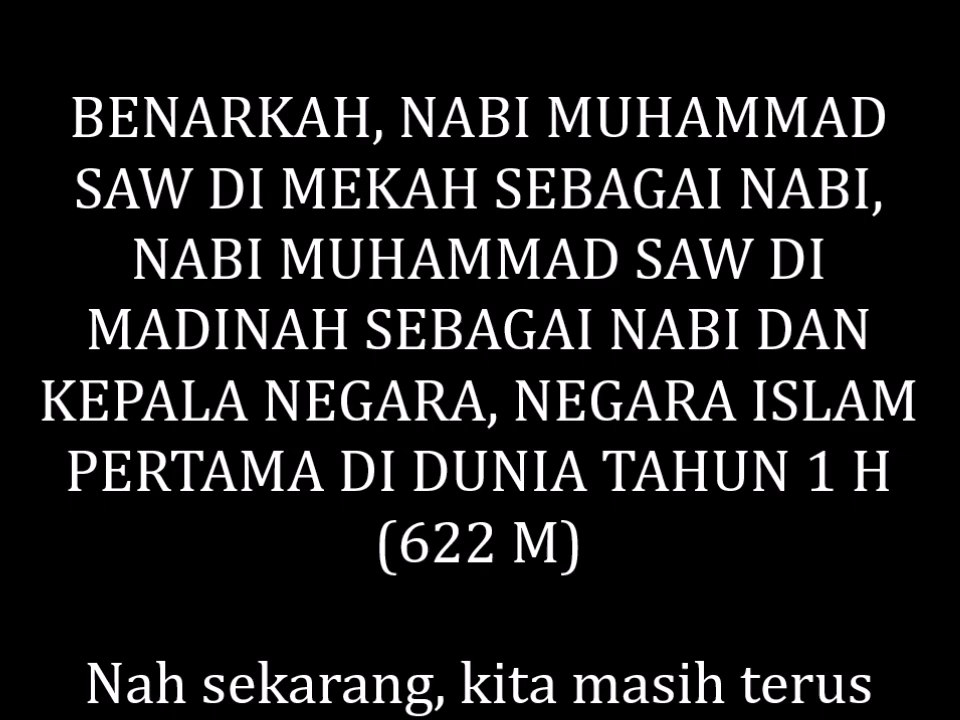 BENARKAH, NABI MUHAMMAD
SAW DI MEKAH SEBAGAI NABI,
NABI MUHAMMAD SAW DI
MADINAH SEBAGAI NABI DAN
KEPALA NEGARA, NEGARA ISLAM
PERTAMA DI DUNIA TAHUN 1 H
(622 M)
Nah sekarang, kita masih terus